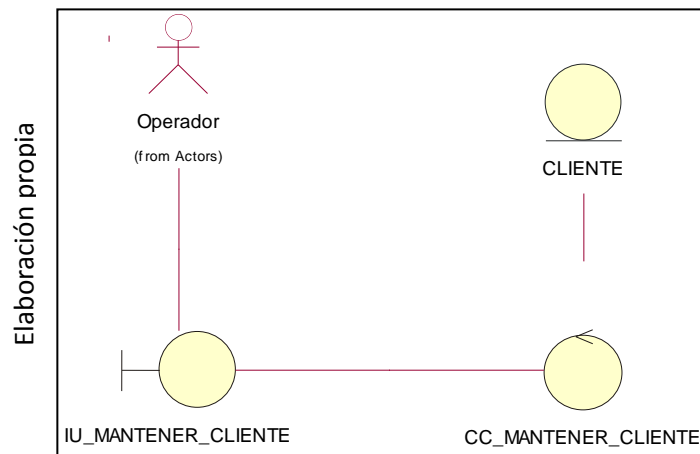 Elaboración propia
Operador
(from Actors)
CLIENTE
IU_MANTENER_CLIENTE
CC_MANTENER_CLIENTE